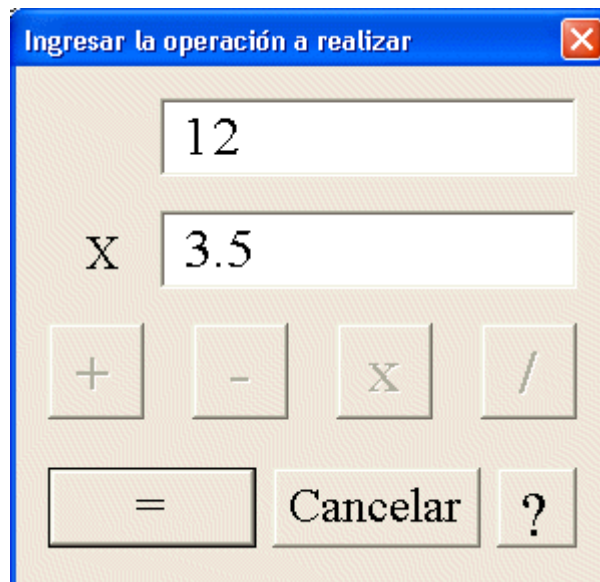 Ingresar la operación a realizar
12
X 3.5
+ - x /
= Cancelar ?